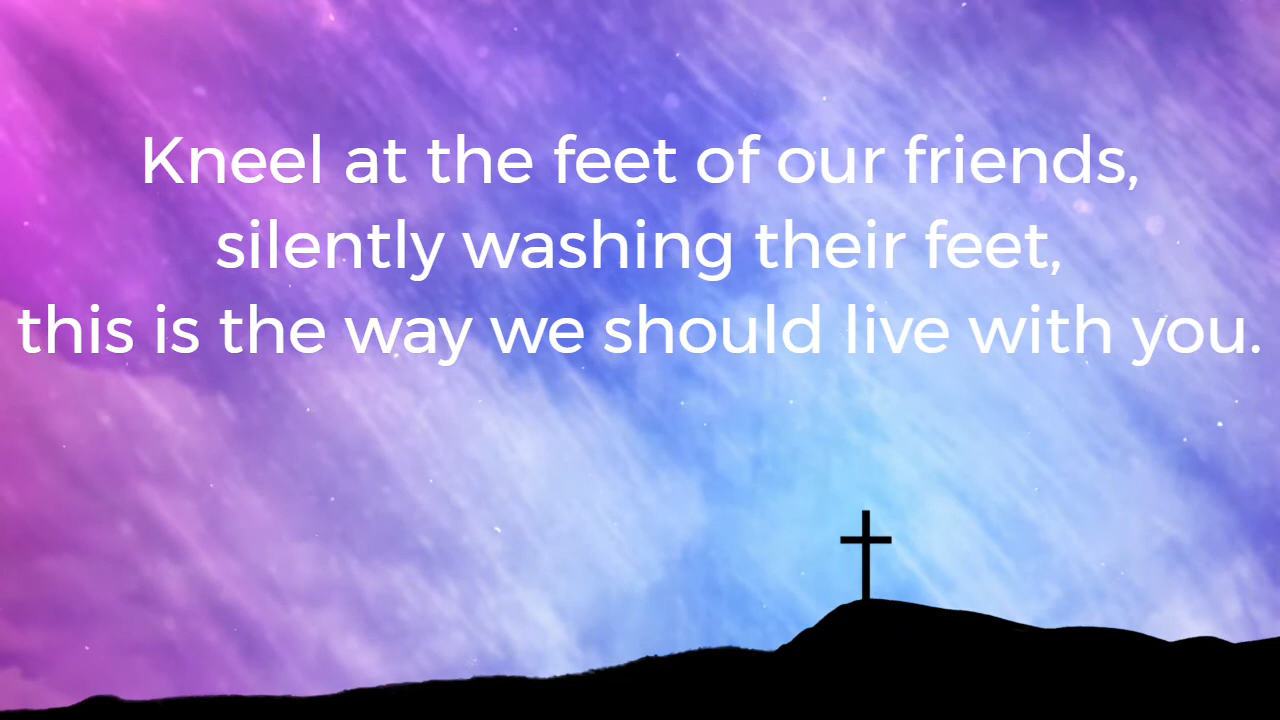 Kneel at the feet of our friends,
silently washing their feet,
this is the way we should live with you.